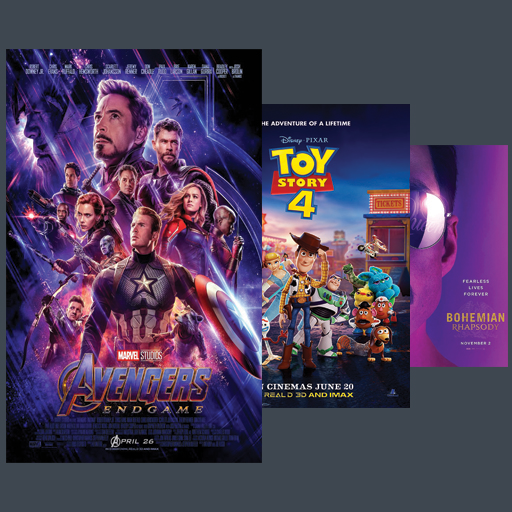 ROBERT DOWNEY JR.
CHRIS EVANS
MARK RUFFALO
CHRIS HEMSWORTH
SCARLETT JOHANSSON
JEREMY RENNER
DON CHEADLE
PAUL RUDD
BRIE LARSON
KAREN GILLAN
DANAI GURIRA
BRADLEY COOPER
JOSH BROLIN
MARVEL STUDIOS
AVENGERS
ENDGAME
APRIL 26
THE ADVENTURE OF A LIFETIME
Disney · PIXAR
TOY
STORY
4
TICKETS
N CINEMAS JUNE 20
REAL D 3D AND IMAX
FEARLESS
LIVES
FOREVER
BOHEMIAN
RHAPSODY
NOVEMBER 2